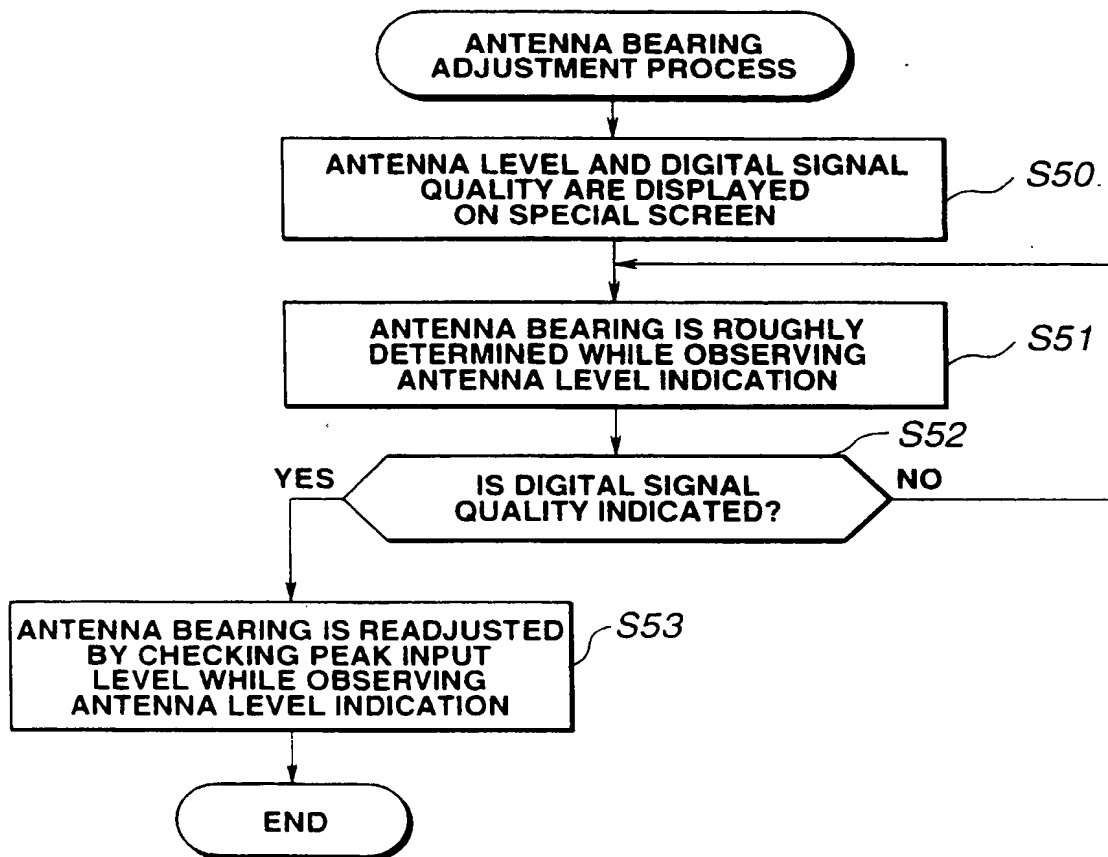 ANTENNA BEARING
ADJUSTMENT PROCESS
ANTENNA LEVEL AND DIGITAL SIGNAL
QUALITY ARE DISPLAYED
ON SPECIAL SCREEN
S50
ANTENNA BEARING IS ROUGHLY
DETERMINED WHILE OBSERVING
ANTENNA LEVEL INDICATION
S51
S52
YES
IS DIGITAL SIGNAL
QUALITY INDICATED?
NO
ANTENNA BEARING IS READJUSTED
BY CHECKING PEAK INPUT
LEVEL WHILE OBSERVING
ANTENNA LEVEL INDICATION
S53
END